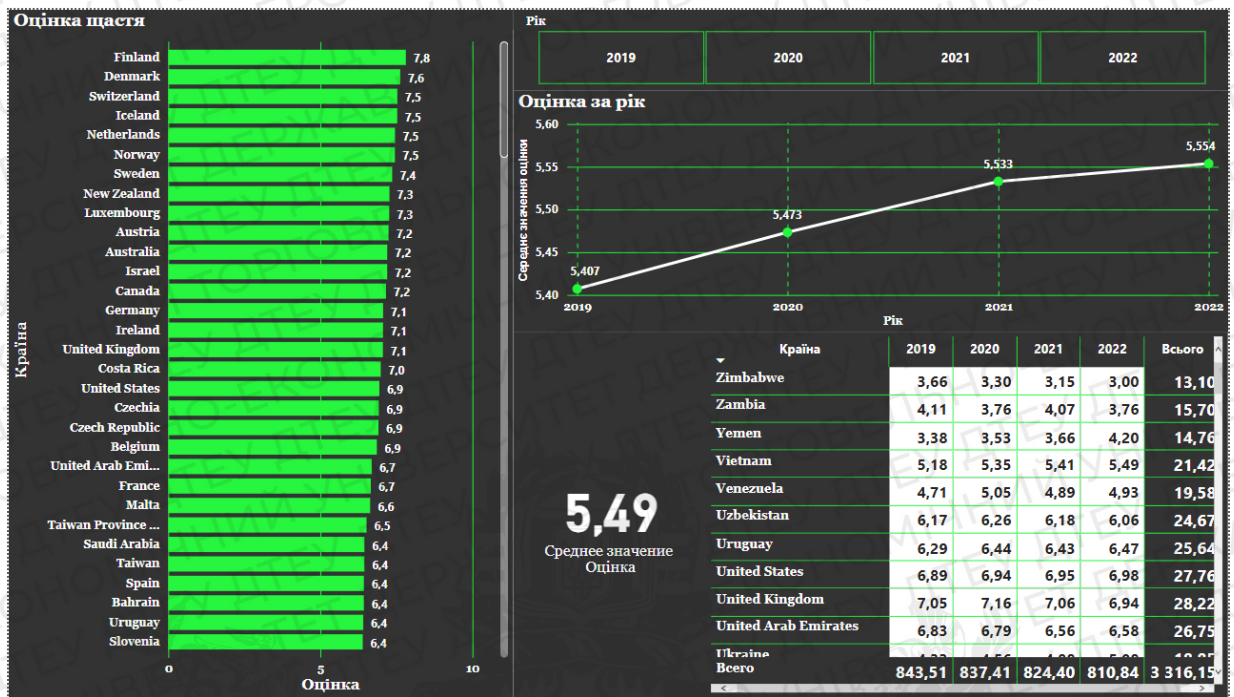 Оцінка щастя
Країна
Finland 7,8
Denmark 7,6
Switzerland 7,5
Iceland 7,5
Netherlands 7,5
Norway 7,5
Sweden 7,4
New Zealand 7,3
Luxembourg 7,3
Austria 7,2
Australia 7,2
Israel 7,2
Canada 7,2
Germany 7,1
Ireland 7,1
United Kingdom 7,1
Costa Rica 7,0
United States 6,9
Czechia 6,9
Czech Republic 6,9
Belgium 6,9
United Arab Emi... 6,7
France 6,7
Malta 6,6
Taiwan Province ... 6,5
Saudi Arabia 6,4
Taiwan 6,4
Spain 6,4
Bahrain 6,4
Uruguay 6,4
Slovenia 6,4
0 5 10
Оцінка
Рік
2019 2020 2021 2022
Оцінка за рік
Середнє значення оцінки
5,60
5,55
5,50
5,45
5,40
5,407 5,473 5,533 5,554
2019 2020 2021 2022
Рік
5,49
Среднее значение
Оцінка
Країна 2019 2020 2021 2022 Всього
Zimbabwe 3,66 3,30 3,15 3,00 13,10
Zambia 4,11 3,76 4,07 3,76 15,70
Yemen 3,38 3,53 3,66 4,20 14,76
Vietnam 5,18 5,35 5,41 5,49 21,42
Venezuela 4,71 5,05 4,89 4,93 19,58
Uzbekistan 6,17 6,26 6,18 6,06 24,67
Uruguay 6,29 6,44 6,43 6,47 25,64
United States 6,89 6,94 6,95 6,98 27,76
United Kingdom 7,05 7,16 7,06 6,94 28,22
United Arab Emirates 6,83 6,79 6,56 6,58 26,75
Ukraine
Всего 843,51 837,41 824,40 810,84 3 316,15